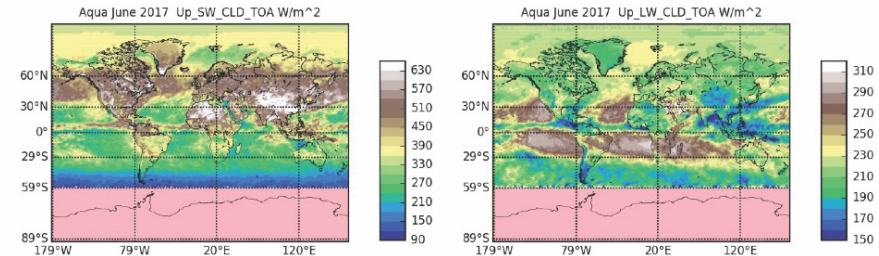 Aqua June 2017 Up_SW_CLD_TOA W/m^2
60°N
30°N
0°
29°S
59°S
89°S
179°W 79°W 20°E 120°E
630
570
510
450
390
330
270
210
150
90
Aqua June 2017 Up_LW_CLD_TOA W/m^2
60°N
30°N
0°
29°S
59°S
89°S
179°W 79°W 20°E 120°E
310
290
270
250
230
210
190
170
150